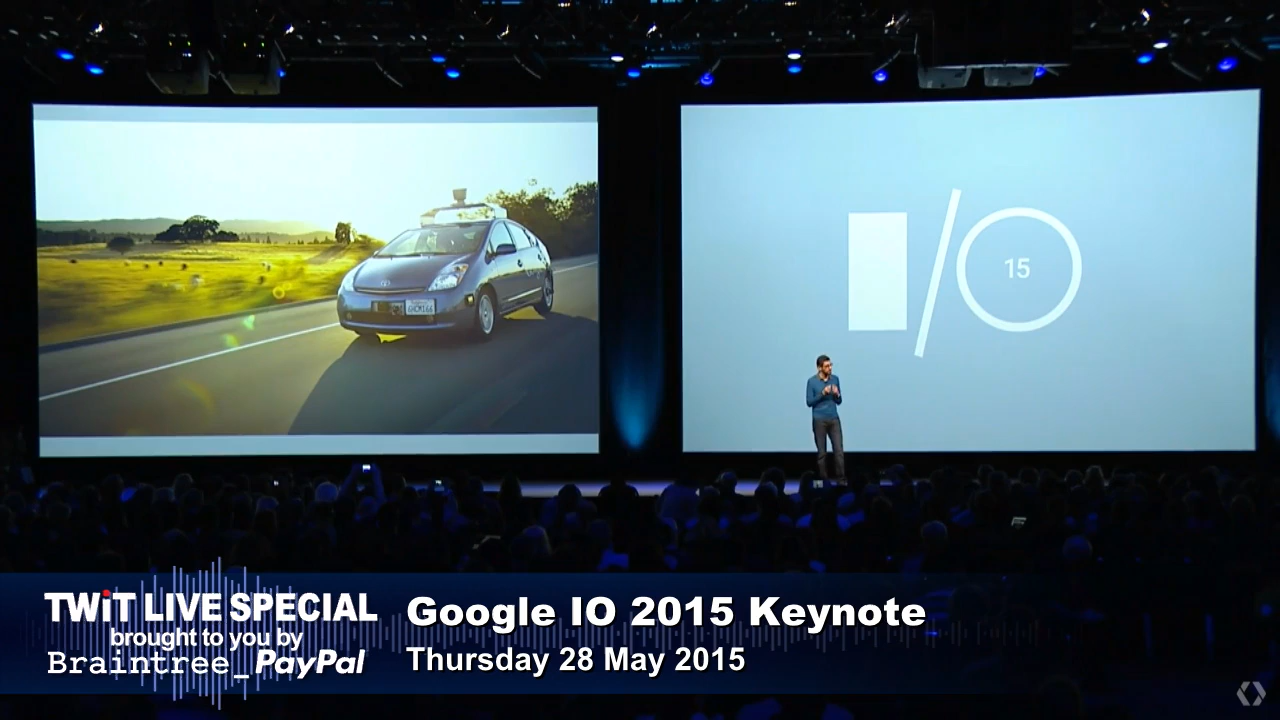 I/O
15
TWiT LIVE SPECIAL
brought to you by
Braintree_PayPal
Google IO 2015 Keynote
Thursday 28 May 2015